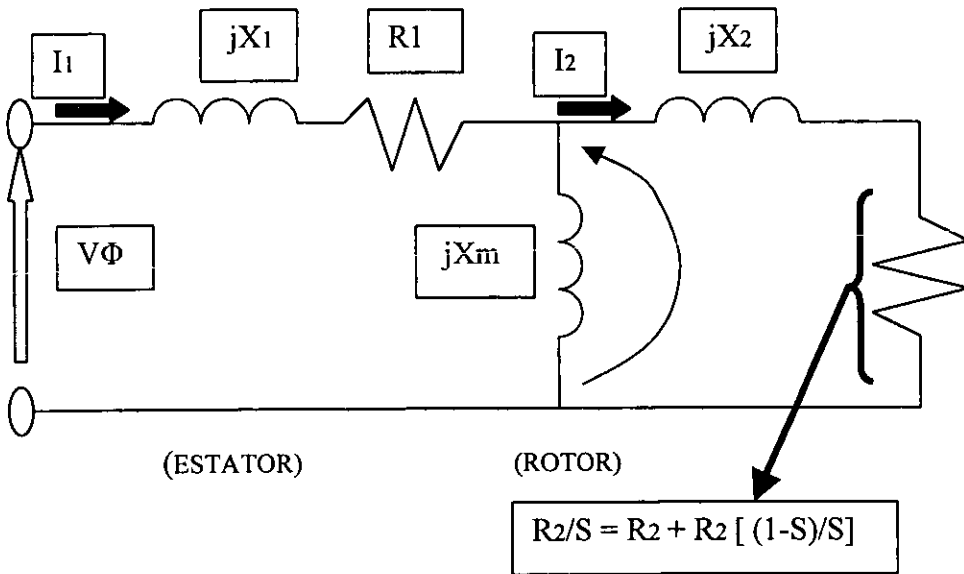 jX1
R1
jX2
I1
I2
VΦ
jXm
(ESTATOR)
(ROTOR)
R2/S = R2 + R2 [ (1-S)/S]